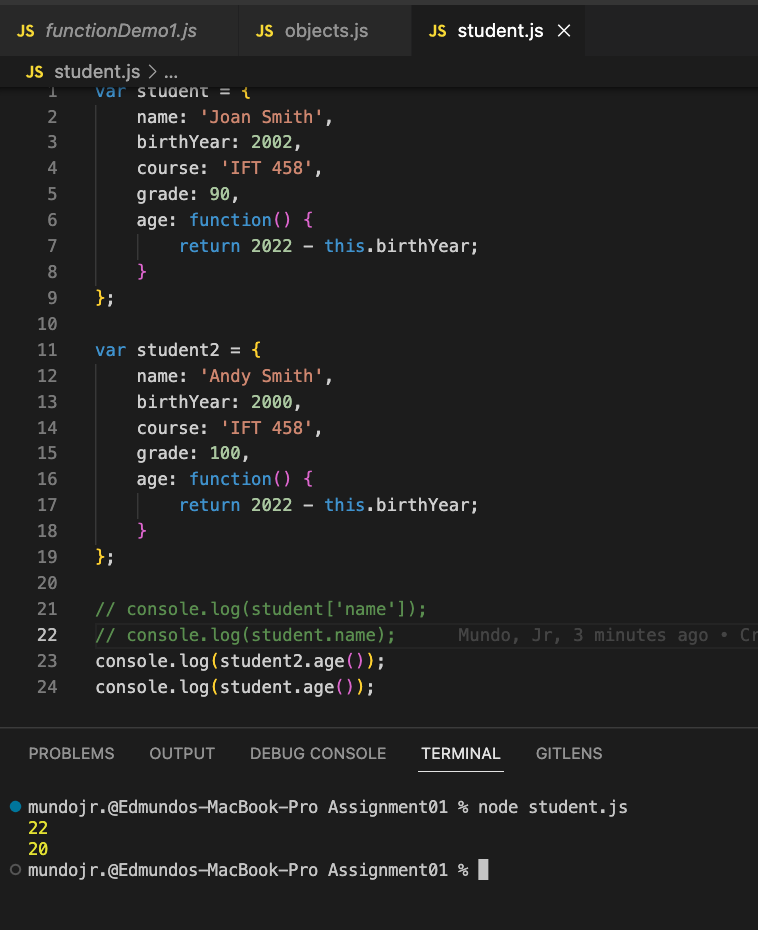 JS functionDemo1.js JS objects.js JS student.js ×
JS student.js > ...
1 var student = {
2 name: 'Joan Smith',
3 birthYear: 2002,
4 course: 'IFT 458',
5 grade: 90,
6 age: function() {
7 return 2022 - this.birthYear;
8 }
9 };
10
11 var student2 = {
12 name: 'Andy Smith',
13 birthYear: 2000,
14 course: 'IFT 458',
15 grade: 100,
16 age: function() {
17 return 2022 - this.birthYear;
18 }
19 };
20
21 // console.log(student['name']);
22 // console.log(student.name); Mundo, Jr, 3 minutes ago • Cr
23 console.log(student2.age());
24 console.log(student.age());
PROBLEMS OUTPUT DEBUG CONSOLE TERMINAL GITLENS
mundojr.@Edmundos-MacBook-Pro Assignment01 % node student.js
22
20
mundojr.@Edmundos-MacBook-Pro Assignment01 %